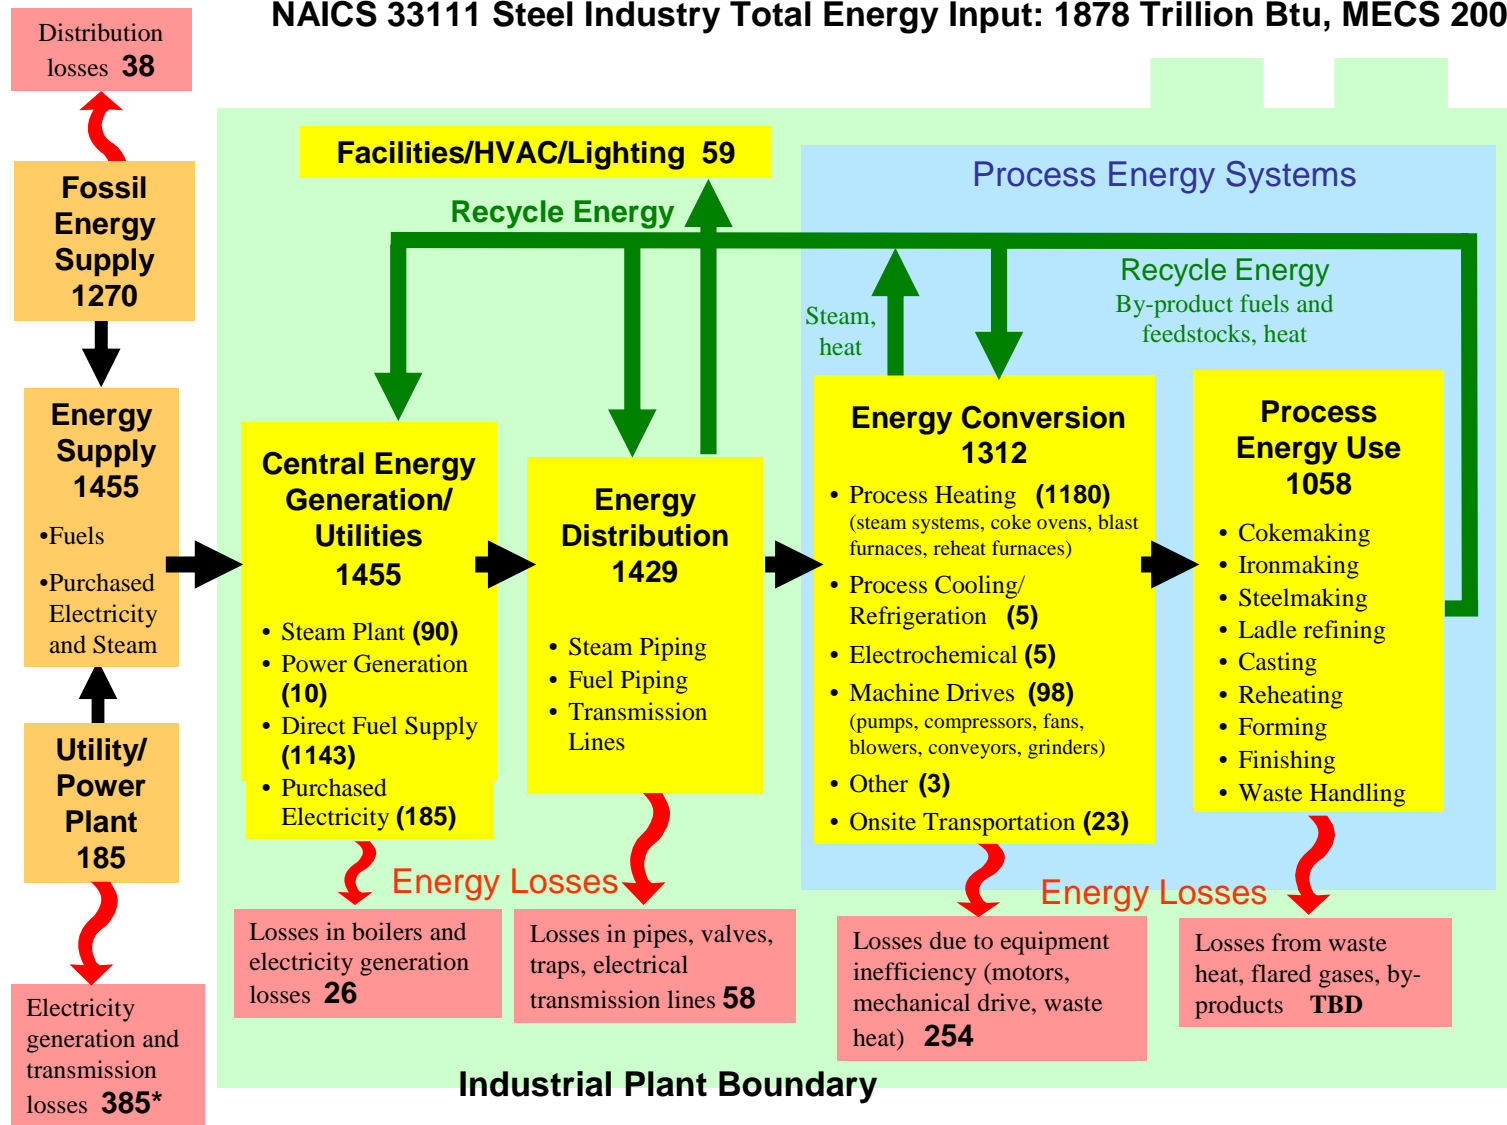 NAICS 33111 Steel Industry Total Energy Input: 1878 Trillion Btu, MECS 200
Distribution
losses 38
Fossil
Energy
Supply
1270
Energy
Supply
1455
•Fuels
•Purchased
Electricity
and Steam
Utility/
Power
Plant
185
Electricity
generation and
transmission
losses 385*
Facilities/HVAC/Lighting 59
Recycle Energy
Process Energy Systems
Steam,
heat
Recycle Energy
By-product fuels and
feedstocks, heat
Central Energy
Generation/
Utilities
1455
• Steam Plant (90)
• Power Generation
(10)
• Direct Fuel Supply
(1143)
• Purchased
Electricity (185)
Energy
Distribution
1429
• Steam Piping
• Fuel Piping
• Transmission
Lines
Energy Conversion
1312
• Process Heating (1180)
(steam systems, coke ovens, blast
furnaces, reheat furnaces)
• Process Cooling/
Refrigeration (5)
• Electrochemical (5)
• Machine Drives (98)
(pumps, compressors, fans,
blowers, conveyors, grinders)
• Other (3)
• Onsite Transportation (23)
Process
Energy Use
1058
• Cokemaking
• Ironmaking
• Steelmaking
• Ladle refining
• Casting
• Reheating
• Forming
• Finishing
• Waste Handling
Energy Losses
Energy Losses
Losses in boilers and
electricity generation
losses 26
Losses in pipes, valves,
traps, electrical
transmission lines 58
Losses due to equipment
inefficiency (motors,
mechanical drive, waste
heat) 254
Losses from waste
heat, flared gases, by-
products TBD
Industrial Plant Boundary